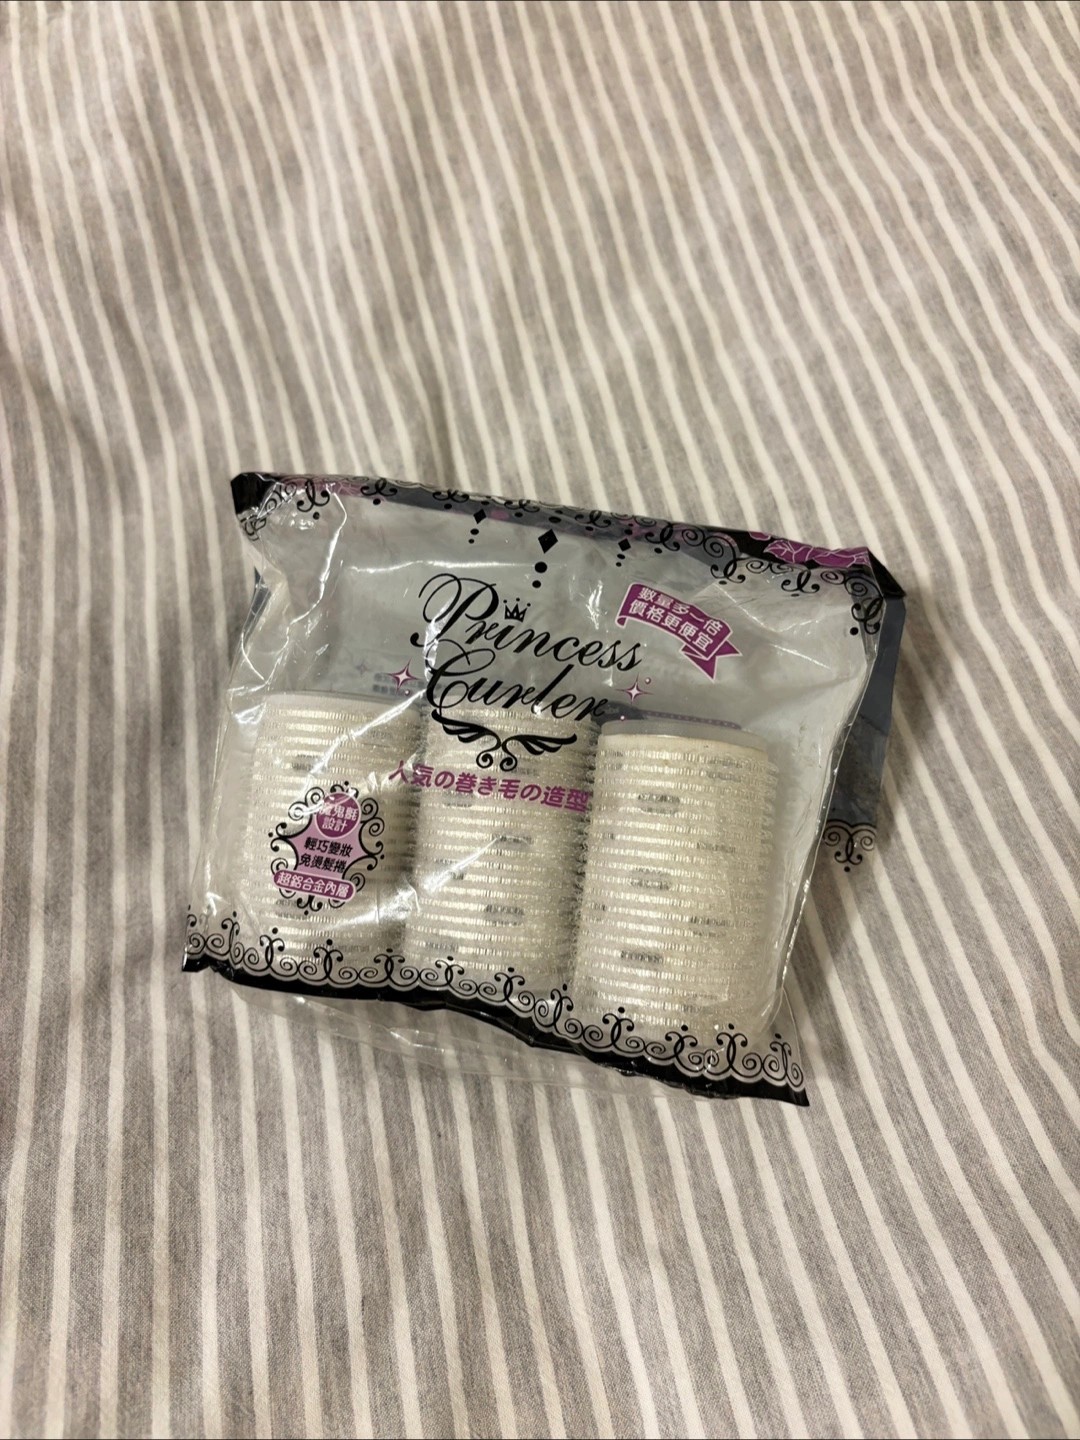 Princess
Curler
數量多一倍
價格更便宜
人気の巻き毛の造型
魔鬼氈
設計
輕巧變妝
免燙髮捲
超鋁合金內層